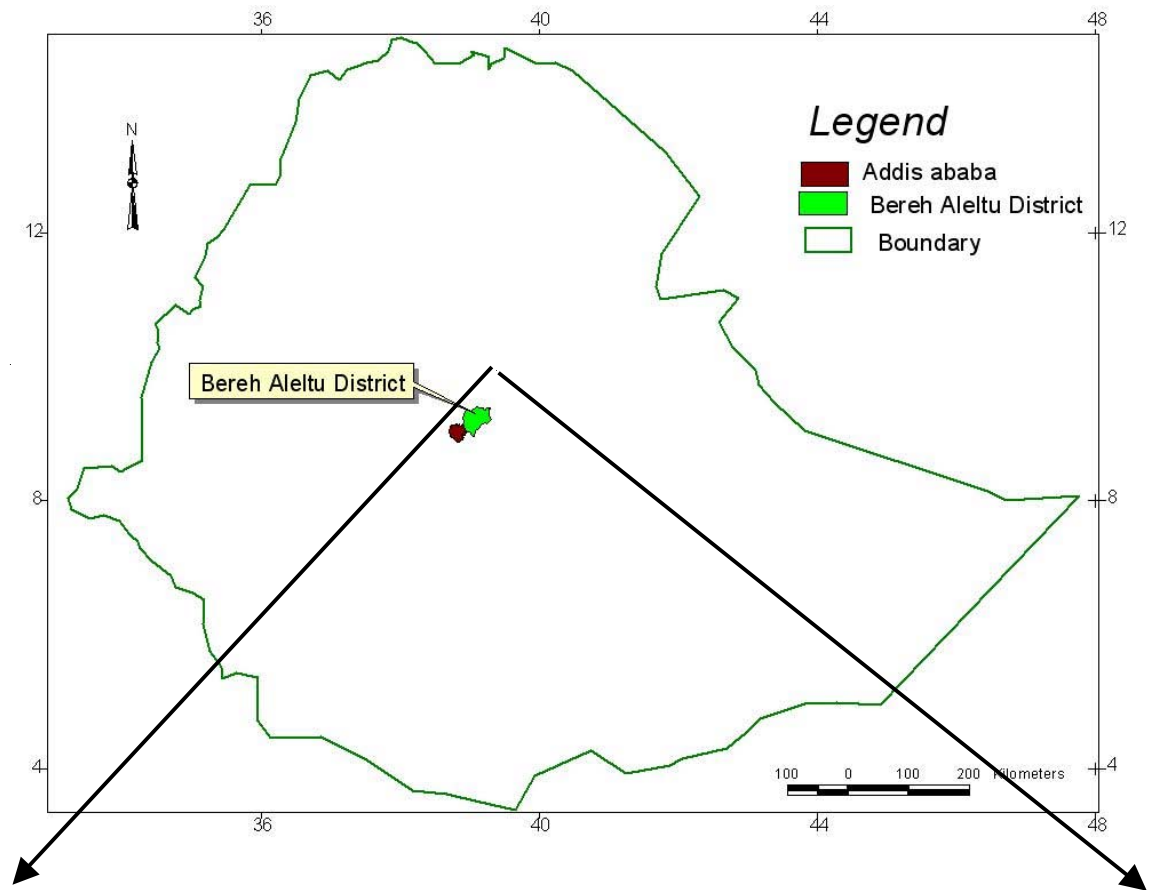 36 40 44 48
N
Legend
Addis ababa
Bereh Aleltu District
Boundary
12 12
Bereh Aleltu District
8 8
4 4
100 0 100 200 Kilometers
36 40 44 48